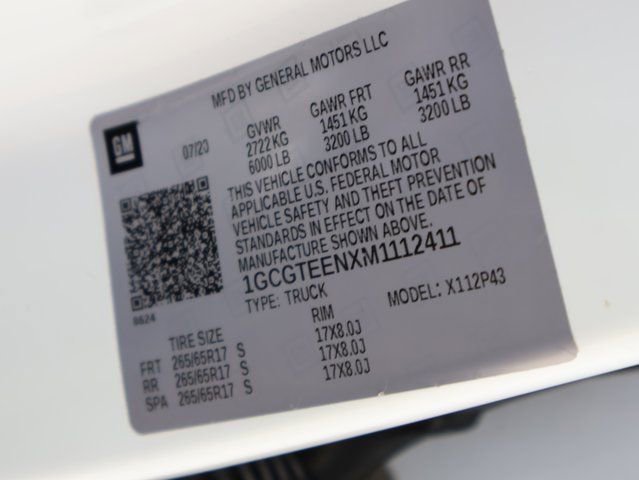 MFD BY GENERAL MOTORS LLC
GM
07/20
GVWR GAWR FRT GAWR RR
2722 KG 1451 KG 1451 KG
6000 LB 3200 LB 3200 LB
THIS VEHICLE CONFORMS TO ALL
APPLICABLE U.S. FEDERAL MOTOR
VEHICLE SAFETY AND THEFT PREVENTION
STANDARDS IN EFFECT ON THE DATE OF
MANUFACTURE SHOWN ABOVE.
1GCGTEENXM1112411
TYPE: TRUCK MODEL: X112P43
8624
TIRE SIZE RIM
FRT 265/65R17 S 17X8.0J
RR 265/65R17 S 17X8.0J
SPA 265/65R17 S 17X8.0J